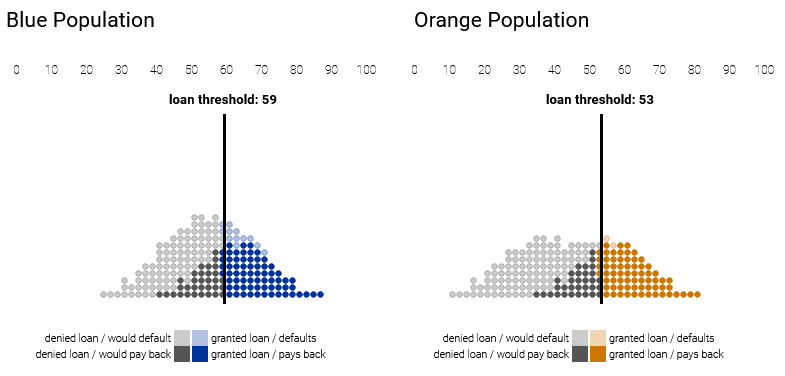 Blue Population
Orange Population
0 10 20 30 40 50 60 70 80 90 100
0 10 20 30 40 50 60 70 80 90 100
loan threshold: 59
loan threshold: 53
denied loan / would default
granted loan / defaults
denied loan / would pay back
granted loan / pays back
denied loan / would default
granted loan / defaults
denied loan / would pay back
granted loan / pays back